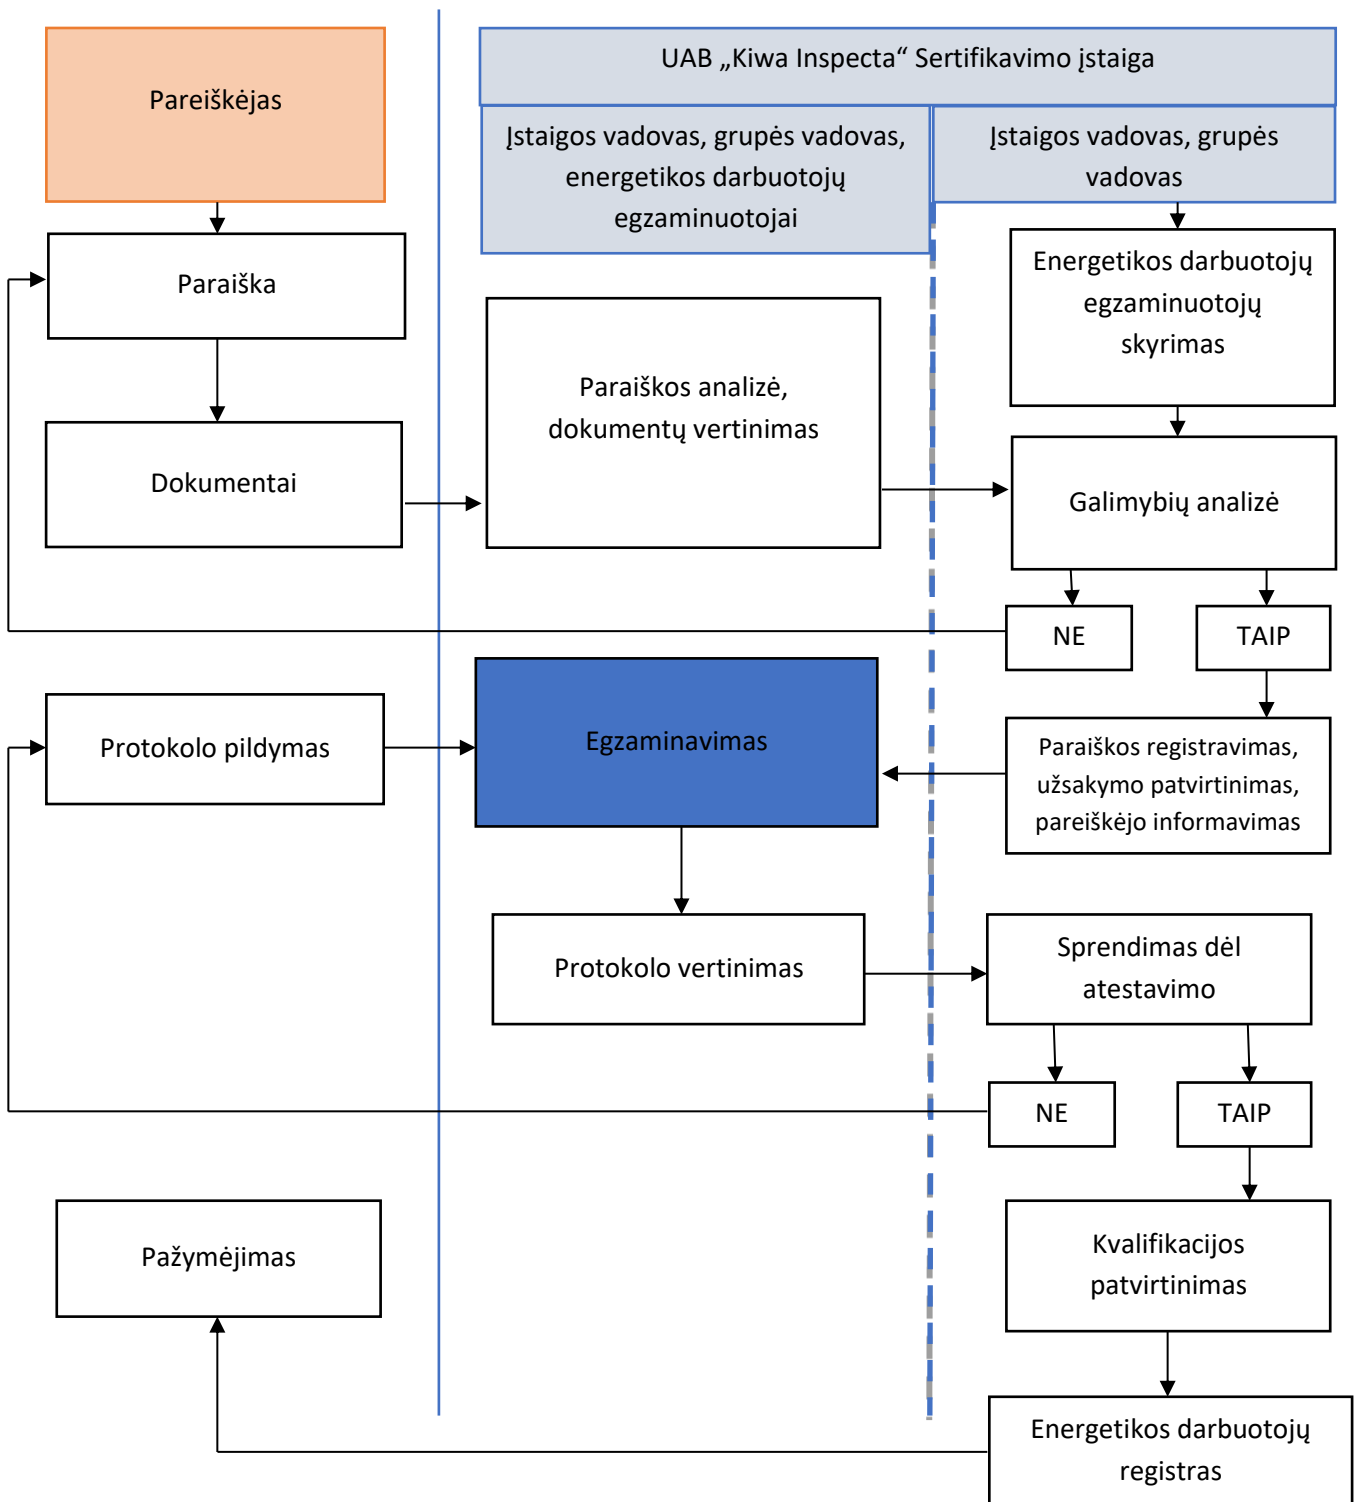 Pareiškėjas
UAB „Kiwa Inspecta“ Sertifikavimo įstaiga
Įstaigos vadovas, grupės vadovas,
energetikos darbuotojų
egzaminuotojai
Įstaigos vadovas, grupės
vadovas
Paraiška
Energetikos darbuotojų
egzaminuotojų
skyrimas
Paraiškos analizė,
dokumentų vertinimas
Dokumentai
Galimybių analizė
NE
TAIP
Protokolo pildymas
Egzaminavimas
Paraiškos registravimas,
užsakymo patvirtinimas,
pareiškėjo informavimas
Protokolo vertinimas
Sprendimas dėl
atestavimo
NE
TAIP
Pažymėjimas
Kvalifikacijos
patvirtinimas
Energetikos darbuotojų
registras